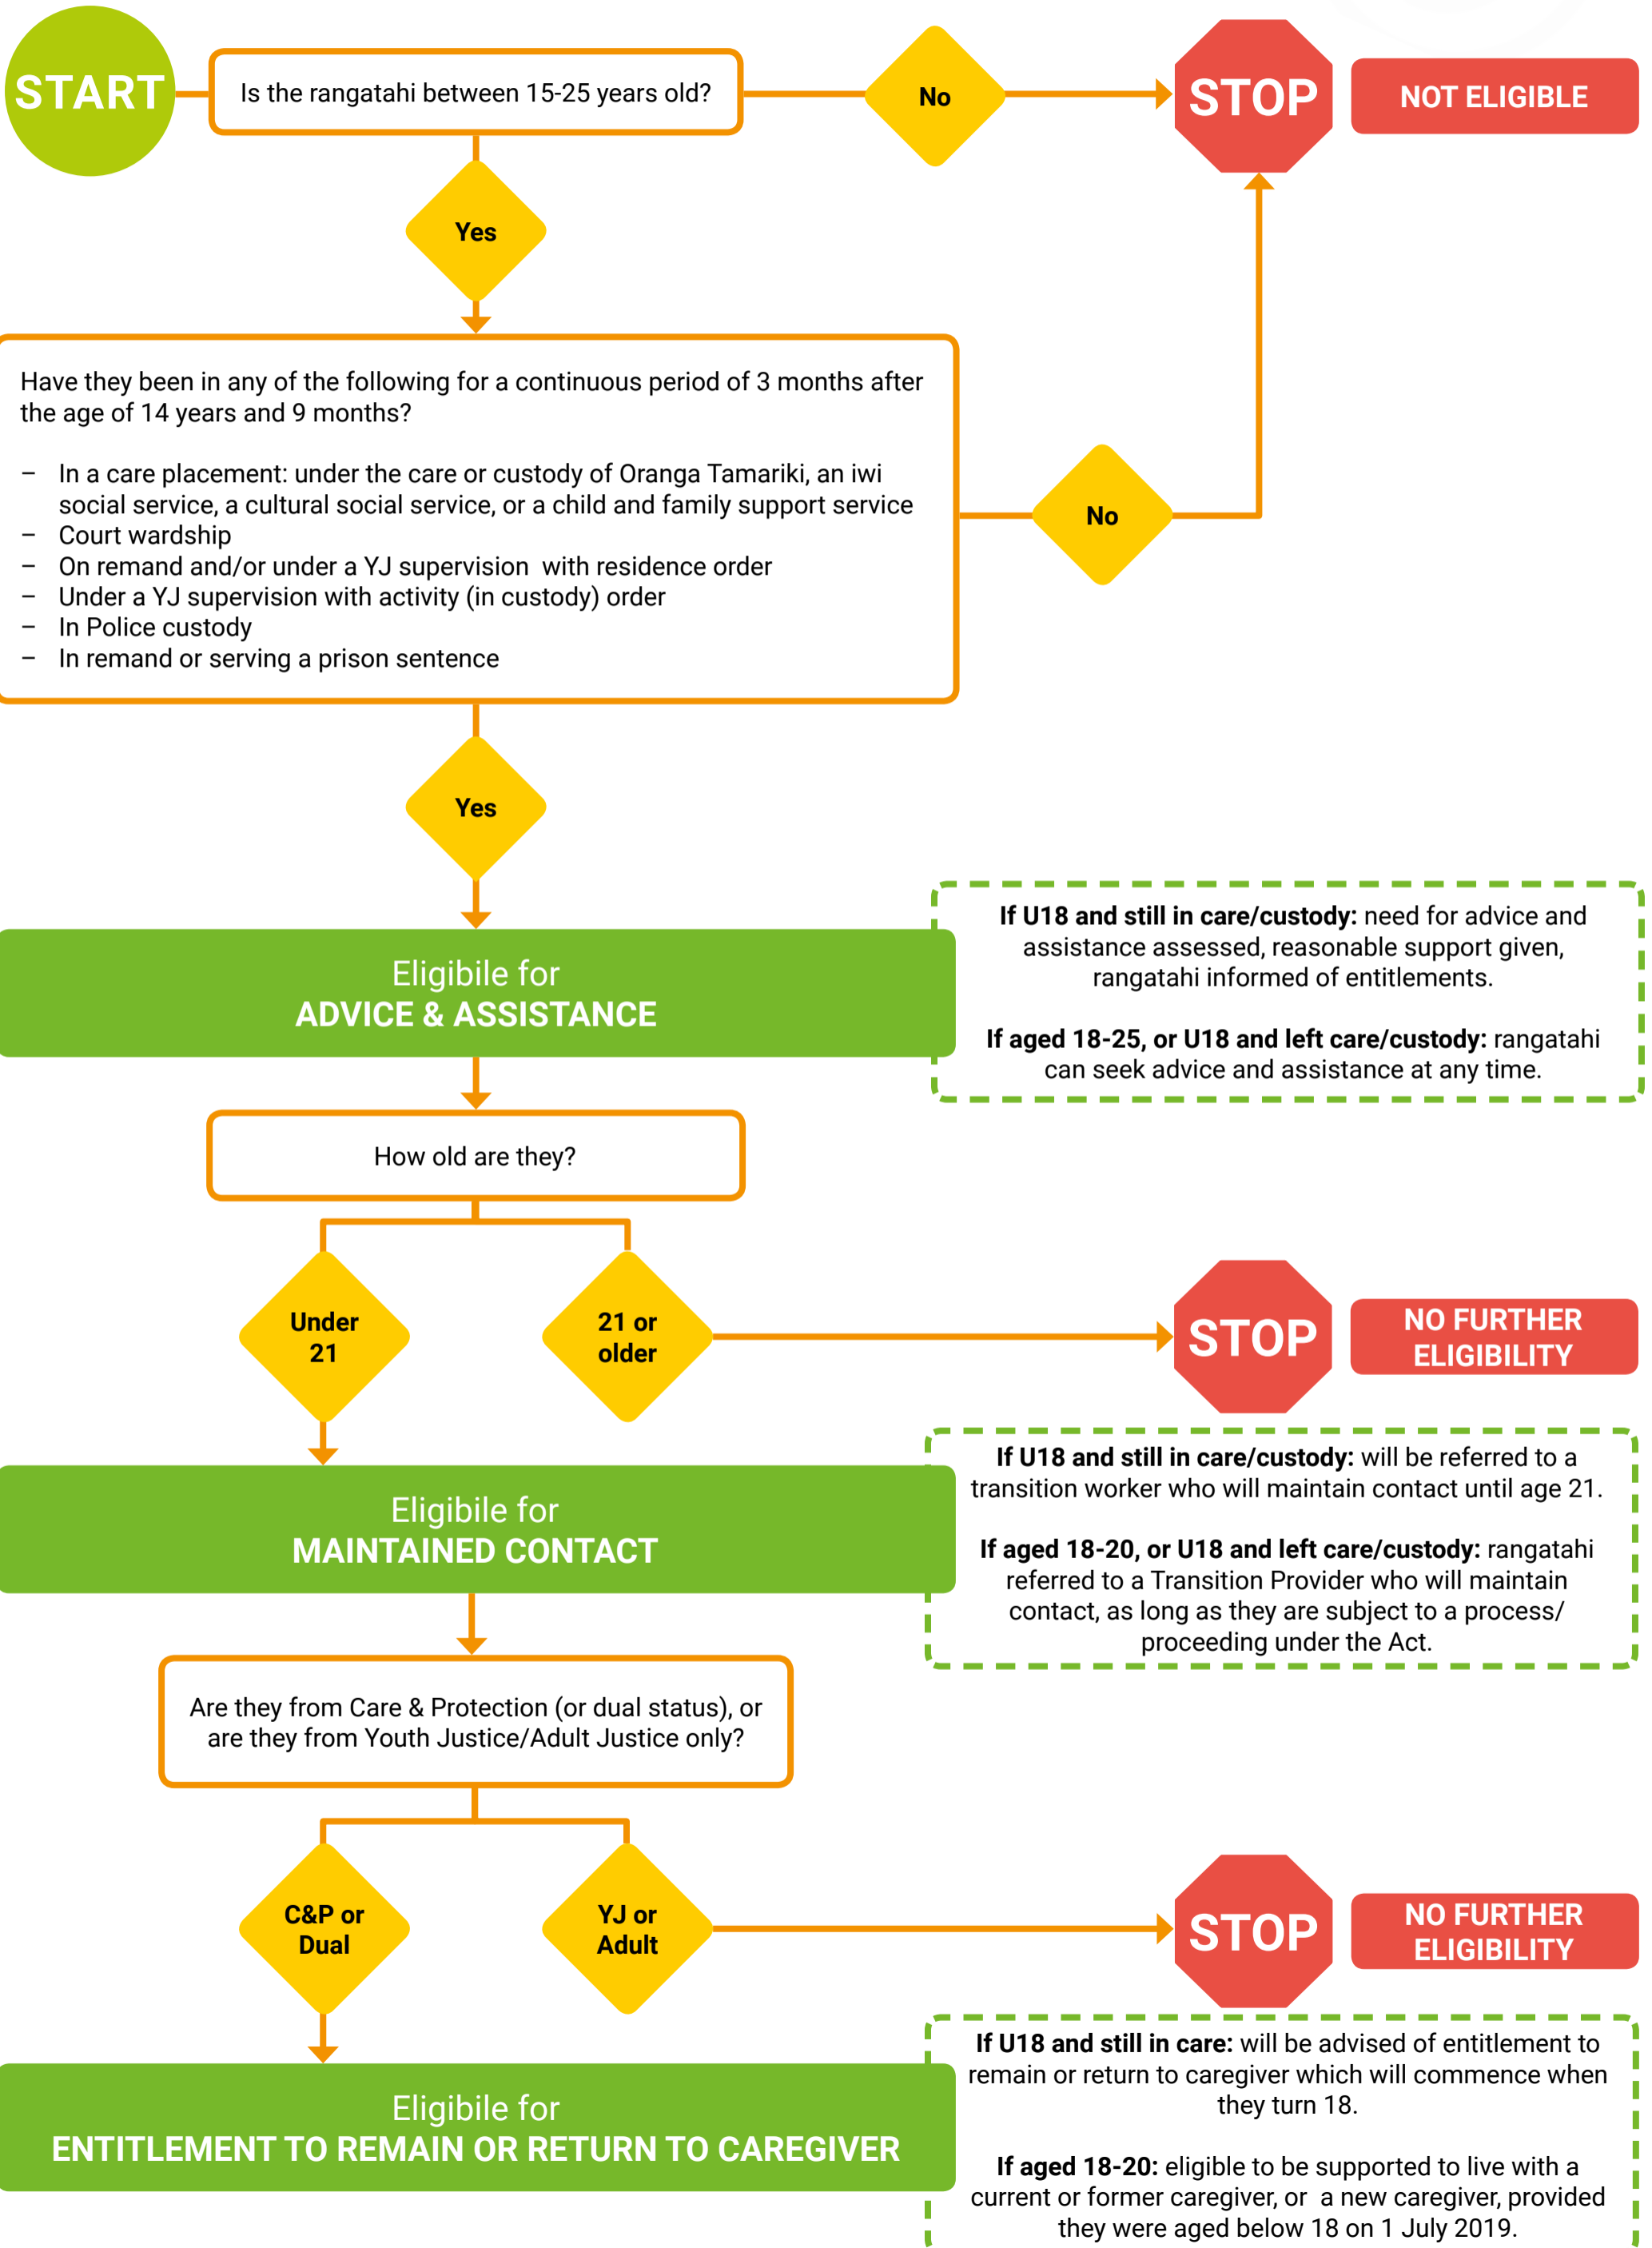 START
Is the rangatahi between 15-25 years old?
No
STOP
NOT ELIGIBLE
Yes
Have they been in any of the following for a continuous period of 3 months after
the age of 14 years and 9 months?
– In a care placement: under the care or custody of Oranga Tamariki, an iwi
social service, a cultural social service, or a child and family support service
– Court wardship
– On remand and/or under a YJ supervision with residence order
– Under a YJ supervision with activity (in custody) order
– In Police custody
– In remand or serving a prison sentence
No
Yes
Eligibile for
ADVICE & ASSISTANCE
If U18 and still in care/custody: need for advice and
assistance assessed, reasonable support given,
rangatahi informed of entitlements.
If aged 18-25, or U18 and left care/custody: rangatahi
can seek advice and assistance at any time.
How old are they?
Under
21
21 or
older
STOP
NO FURTHER
ELIGIBILITY
Eligibile for
MAINTAINED CONTACT
If U18 and still in care/custody: will be referred to a
transition worker who will maintain contact until age 21.
If aged 18-20, or U18 and left care/custody: rangatahi
referred to a Transition Provider who will maintain
contact, as long as they are subject to a process/
proceeding under the Act.
Are they from Care & Protection (or dual status), or
are they from Youth Justice/Adult Justice only?
C&P or
Dual
YJ or
Adult
STOP
NO FURTHER
ELIGIBILITY
Eligibile for
ENTITLEMENT TO REMAIN OR RETURN TO CAREGIVER
If U18 and still in care: will be advised of entitlement to
remain or return to caregiver which will commence when
they turn 18.
If aged 18-20: eligible to be supported to live with a
current or former caregiver, or a new caregiver, provided
they were aged below 18 on 1 July 2019.